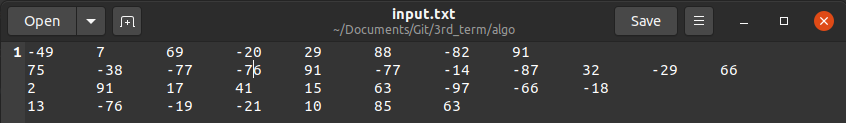 Open input.txt Save
~/Documents/Git/3rd_term/algo
1 -49 7 69 -20 29 88 -82 91
75 -38 -77 -76 91 -77 -14 -87 32 -29 66
2 91 17 41 15 63 -97 -66 -18
13 -76 -19 -21 10 85 63